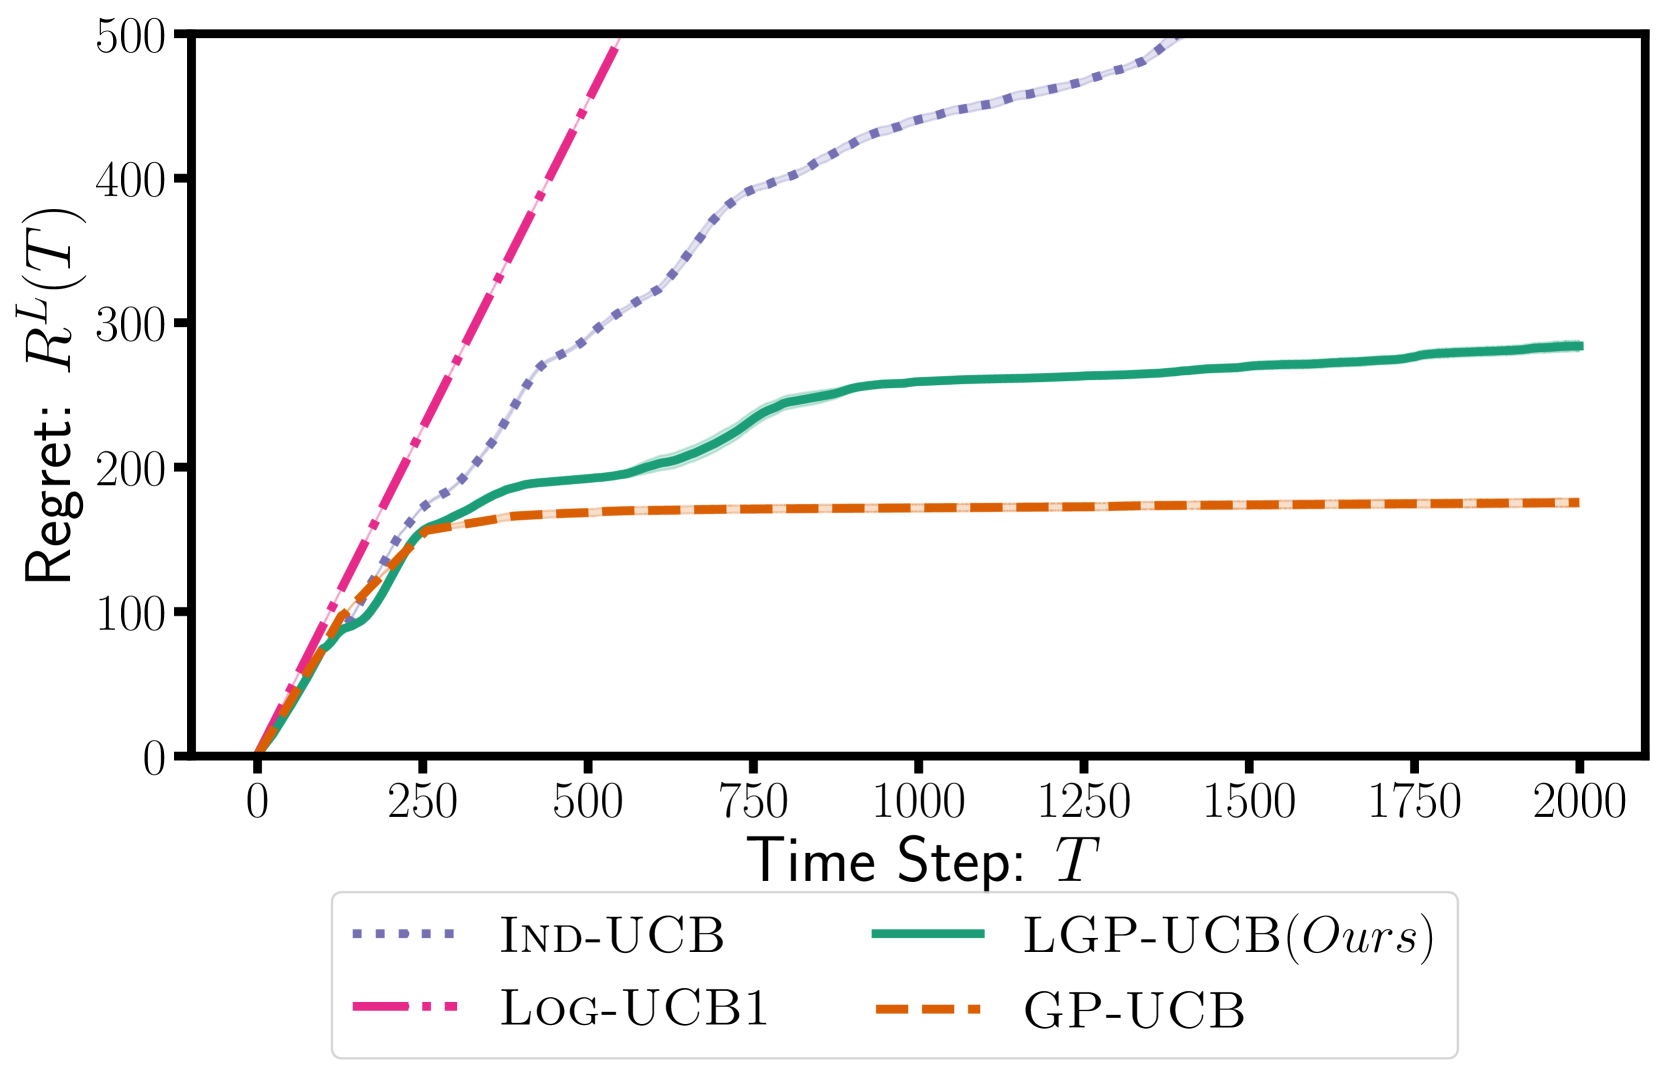 500
400
300
200
100
0
Regret: R^L(T)
0 250 500 750 1000 1250 1500 1750 2000
Time Step: T
IND-UCB LGP-UCB(Ours)
LOG-UCB1 GP-UCB